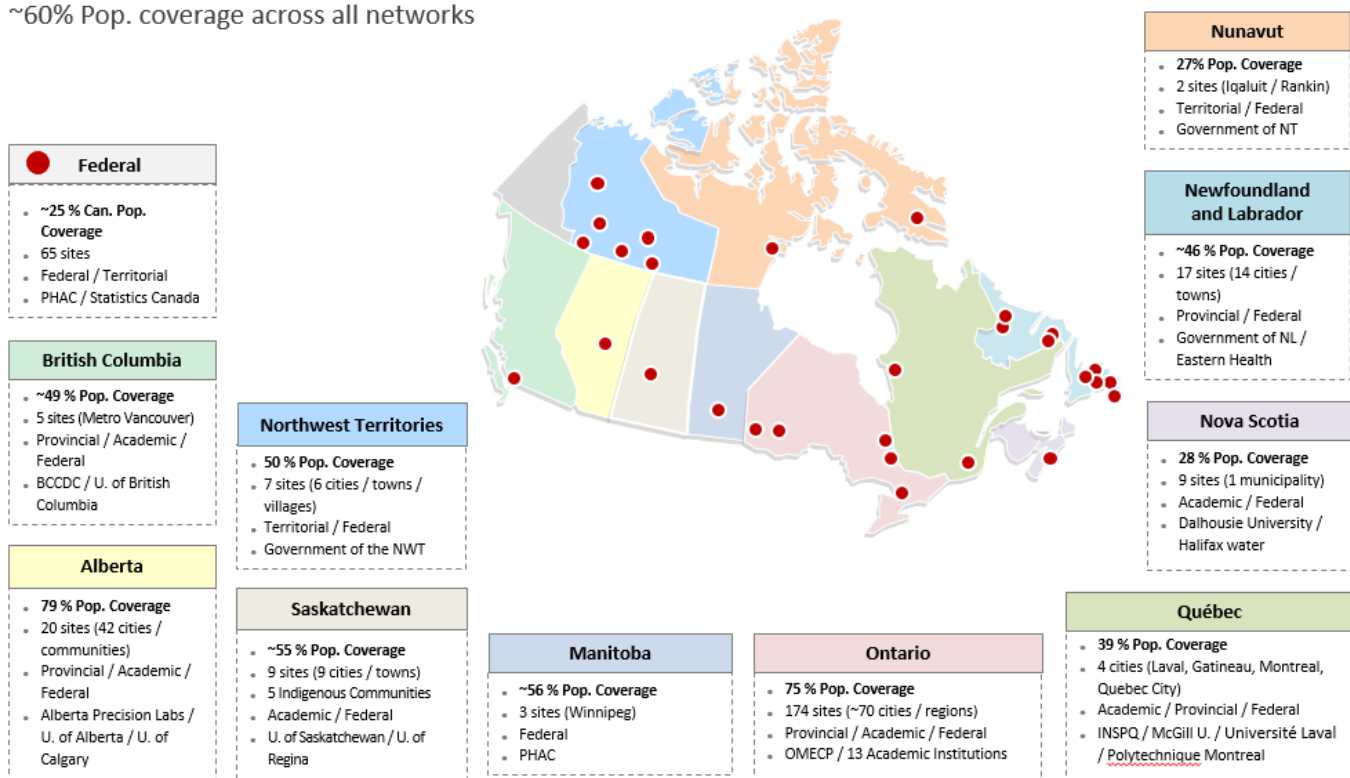 ~60% Pop. coverage across all networks
Federal
~25 % Can. Pop.
Coverage
65 sites
Federal / Territorial
PHAC / Statistics Canada
British Columbia
~49 % Pop. Coverage
5 sites (Metro Vancouver)
Provincial / Academic /
Federal
BCCDC / U. of British
Columbia
Alberta
79 % Pop. Coverage
20 sites (42 cities /
communities)
Provincial / Academic /
Federal
Alberta Precision Labs /
U. of Alberta / U. of
Calgary
Northwest Territories
50 % Pop. Coverage
7 sites (6 cities / towns /
villages)
Territorial / Federal
Government of the NWT
Saskatchewan
~55 % Pop. Coverage
9 sites (9 cities / towns)
5 Indigenous Communities
Academic / Federal
U. of Saskatchewan / U. of
Regina
Manitoba
~56 % Pop. Coverage
3 sites (Winnipeg)
Federal
PHAC
Ontario
75 % Pop. Coverage
174 sites (~70 cities / regions)
Provincial / Academic / Federal
OMECP / 13 Academic Institutions
Nunavut
27% Pop. Coverage
2 sites (Iqaluit / Rankin)
Territorial / Federal
Government of NT
Newfoundland
and Labrador
~46 % Pop. Coverage
17 sites (14 cities /
towns)
Provincial / Federal
Government of NL /
Eastern Health
Nova Scotia
28 % Pop. Coverage
9 sites (1 municipality)
Academic / Federal
Dalhousie University /
Halifax water
Québec
39 % Pop. Coverage
4 cities (Laval, Gatineau, Montreal,
Quebec City)
Academic / Provincial / Federal
INSPQ / McGill U. / Université Laval
/ Polytechnique Montreal